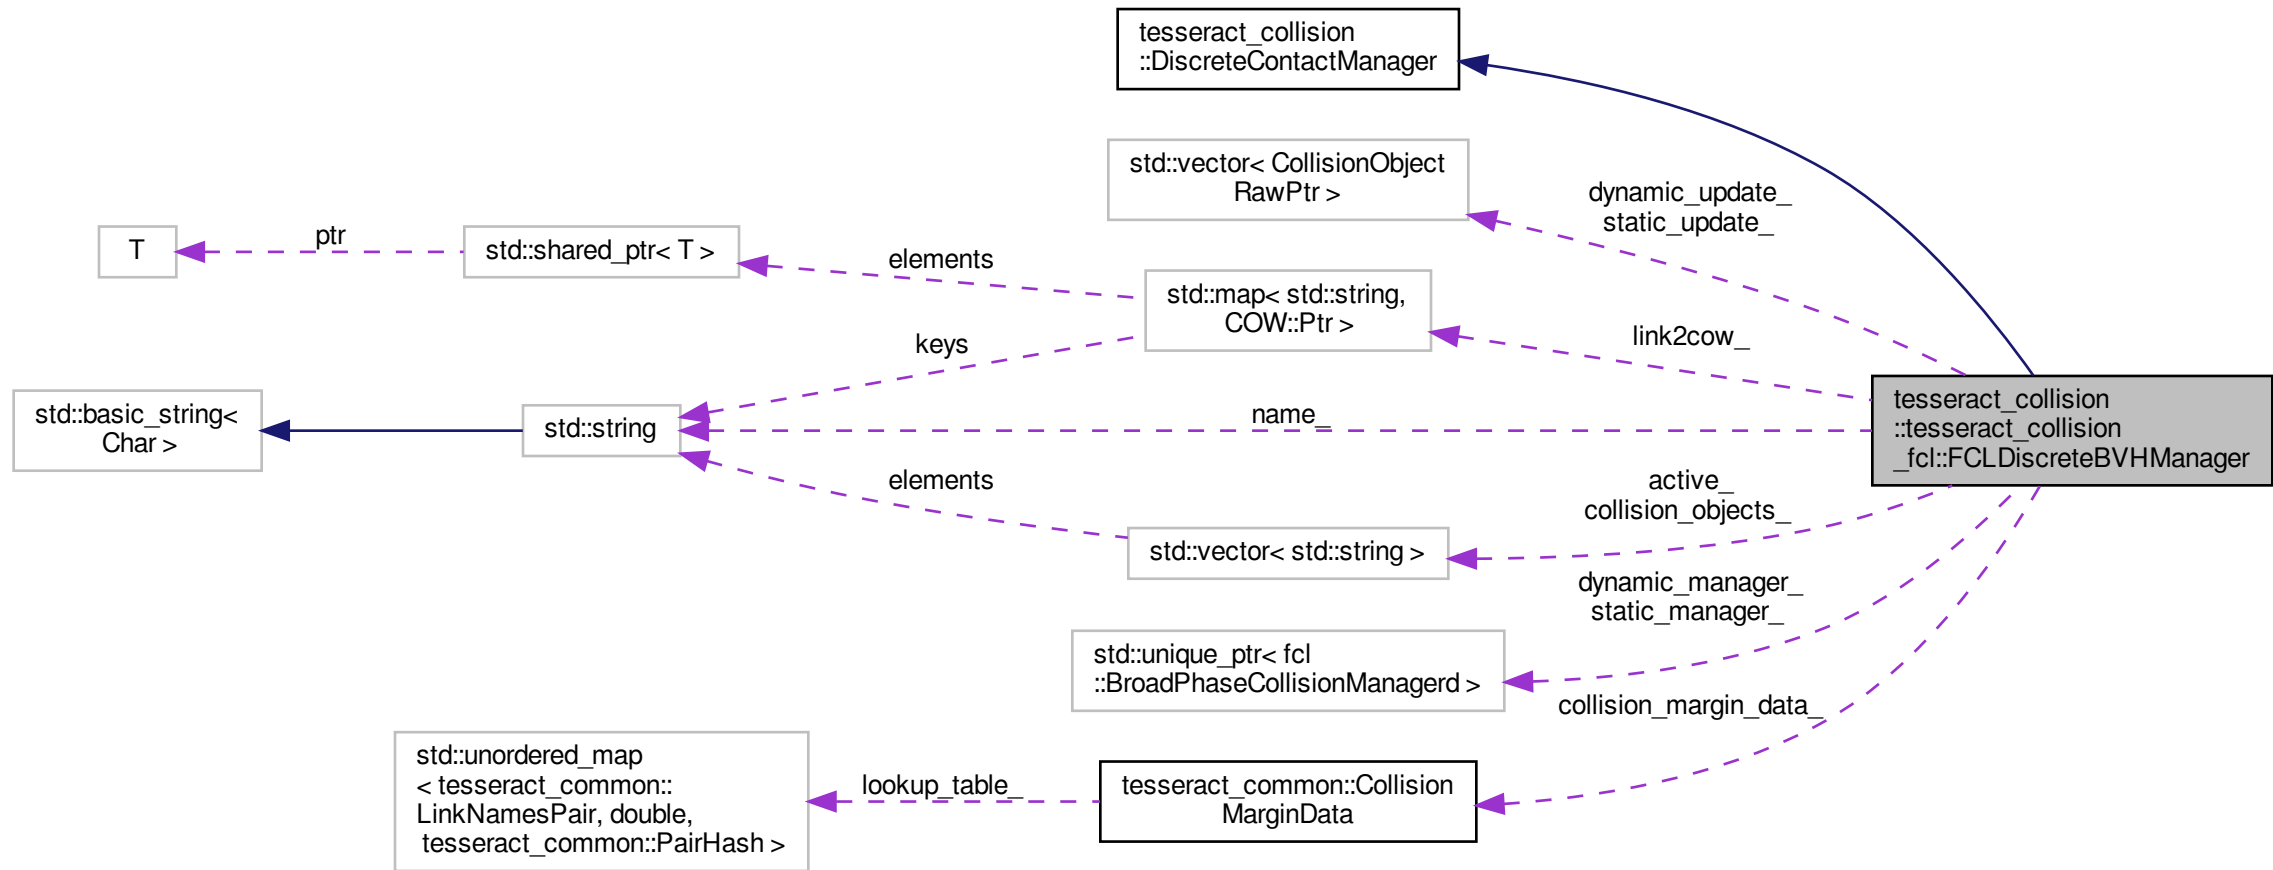 tesseract_collision
::DiscreteContactManager
std::vector< CollisionObject
RawPtr >
dynamic_update_
static_update_
T
ptr
std::shared_ptr< T >
elements
std::map< std::string,
COW::Ptr >
link2cow_
keys
std::basic_string<
Char >
std::string
name_
tesseract_collision
::tesseract_collision
_fcl::FCLDiscreteBVHManager
elements
std::vector< std::string >
active_
collision_objects_
dynamic_manager_
static_manager_
std::unique_ptr< fcl
::BroadPhaseCollisionManagerd >
collision_margin_data_
std::unordered_map
< tesseract_common::
LinkNamesPair, double,
tesseract_common::PairHash >
lookup_table_
tesseract_common::Collision
MarginData